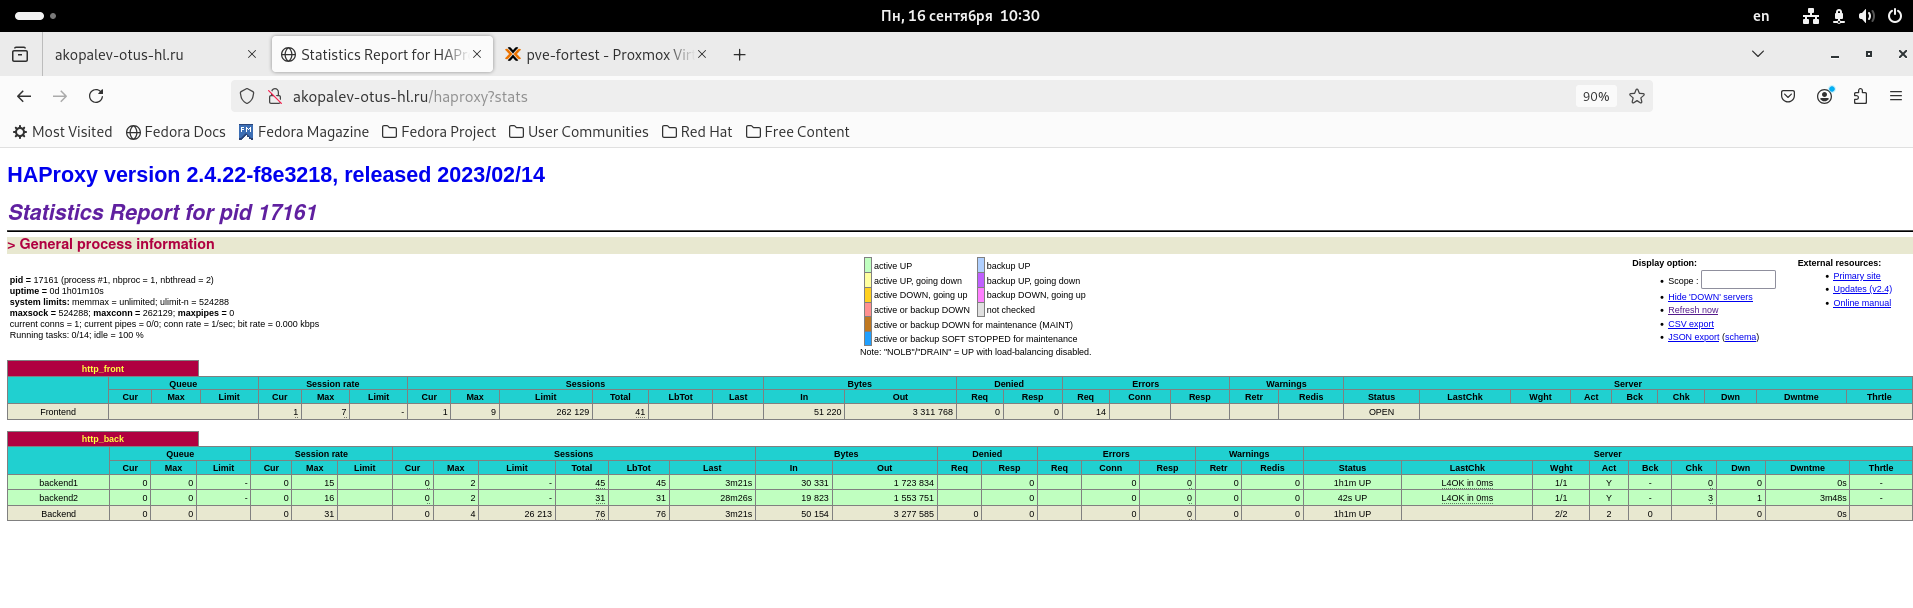 Пн, 16 сентября 10:30
en
akopalev-otus-hl.ru
Statistics Report for HAPr
pve-fortest - Proxmox Vir
akopalev-otus-hl.ru/haproxy?stats
90%
Most Visited Fedora Docs Fedora Magazine Fedora Project User Communities Red Hat Free Content
HAProxy version 2.4.22-f8e3218, released 2023/02/14
Statistics Report for pid 17161
> General process information
pid = 17161 (process #1, nbproc = 1, nbthread = 2)
uptime = 0d 1h01m10s
system limits: memmax = unlimited; ulimit-n = 524288
maxsock = 524288; maxconn = 262129; maxpipes = 0
current conns = 1; current pipes = 0/0; conn rate = 1/sec; bit rate = 0.000 kbps
Running tasks: 0/14; idle = 100 %
active UP backup UP
active UP, going down backup UP, going down
active DOWN, going up backup DOWN, going up
active or backup DOWN not checked
active or backup DOWN for maintenance (MAINT)
active or backup SOFT STOPPED for maintenance
Note: "NOLB"/"DRAIN" = UP with load-balancing disabled.
Display option:
Scope :
Hide 'DOWN' servers
Refresh now
CSV export
JSON export (schema)
External resources:
Primary site
Updates (v2.4)
Online manual
http_front
Queue Session rate Sessions Bytes Denied Errors Warnings Server
Cur Max Limit Cur Max Limit Cur Max Limit Total LbTot Last In Out Req Resp Req Conn Resp Retr Redis Status LastChk Wght Act Bck Chk Dwn Dwntme Thrtle
Frontend 1 7 - 1 9 262 129 41 51 220 3 311 768 0 0 14 OPEN
http_back
Queue Session rate Sessions Bytes Denied Errors Warnings Server
Cur Max Limit Cur Max Limit Cur Max Limit Total LbTot Last In Out Req Resp Req Conn Resp Retr Redis Status LastChk Wght Act Bck Chk Dwn Dwntme Thrtle
backend1 0 0 - 0 15 0 2 - 45 45 3m21s 30 331 1 723 834 0 0 0 0 0 1h1m UP L4OK in 0ms 1/1 Y - 0 0 0s -
backend2 0 0 - 0 16 0 2 - 31 31 28m26s 19 823 1 553 751 0 0 0 0 0 42s UP L4OK in 0ms 1/1 Y - 3 1 3m48s -
Backend 0 0 0 31 0 4 26 213 76 76 3m21s 50 154 3 277 585 0 0 0 0 0 0 1h1m UP 2/2 2 0 0 0s